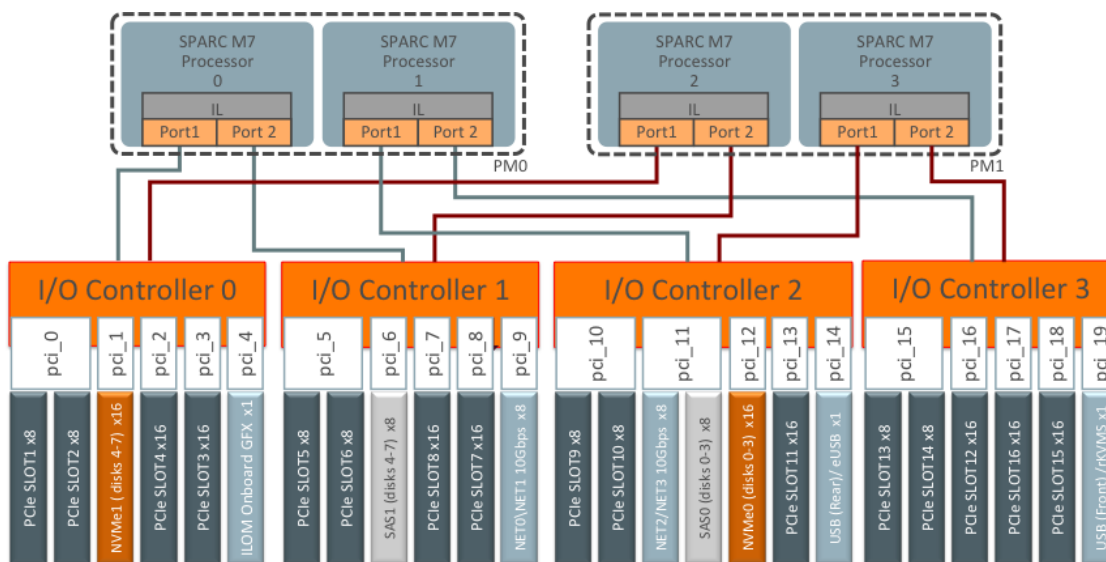 SPARC M7
Processor
0
IL
Port1 Port 2
SPARC M7
Processor
1
IL
Port1 Port 2
PM0
SPARC M7
Processor
2
IL
Port1 Port 2
SPARC M7
Processor
3
IL
Port1 Port 2
PM1
I/O Controller 0
pci_0
pci_1
pci_2
pci_3
pci_4
PCIe SLOT1 x8
PCIe SLOT2 x8
NVMe1 ( disks 4-7) x16
PCIe SLOT4 x16
PCIe SLOT3 x16
ILOM Onboard GFX x1
I/O Controller 1
pci_5
pci_6
pci_7
pci_8
pci_9
PCIe SLOT5 x8
PCIe SLOT6 x8
SAS1 (disks 4-7) x8
PCIe SLOT8 x16
PCIe SLOT7 x16
NET0\NET1 10Gbps x8
I/O Controller 2
pci_10
pci_11
pci_12
pci_13
pci_14
PCIe SLOT9 x8
PCIe SLOT10 x8
NET2/NET3 10Gbps x8
SAS0 (disks 0-3) x8
NVMe0 (disks 0-3) x16
PCIe SLOT11 x16
USB (Rear)/ eUSB x1
I/O Controller 3
pci_15
pci_16
pci_17
pci_18
pci_19
PCIe SLOT13 x8
PCIe SLOT14 x8
PCIe SLOT12 x16
PCIe SLOT16 x16
PCIe SLOT15 x16
USB (Front)/rKVMS x1